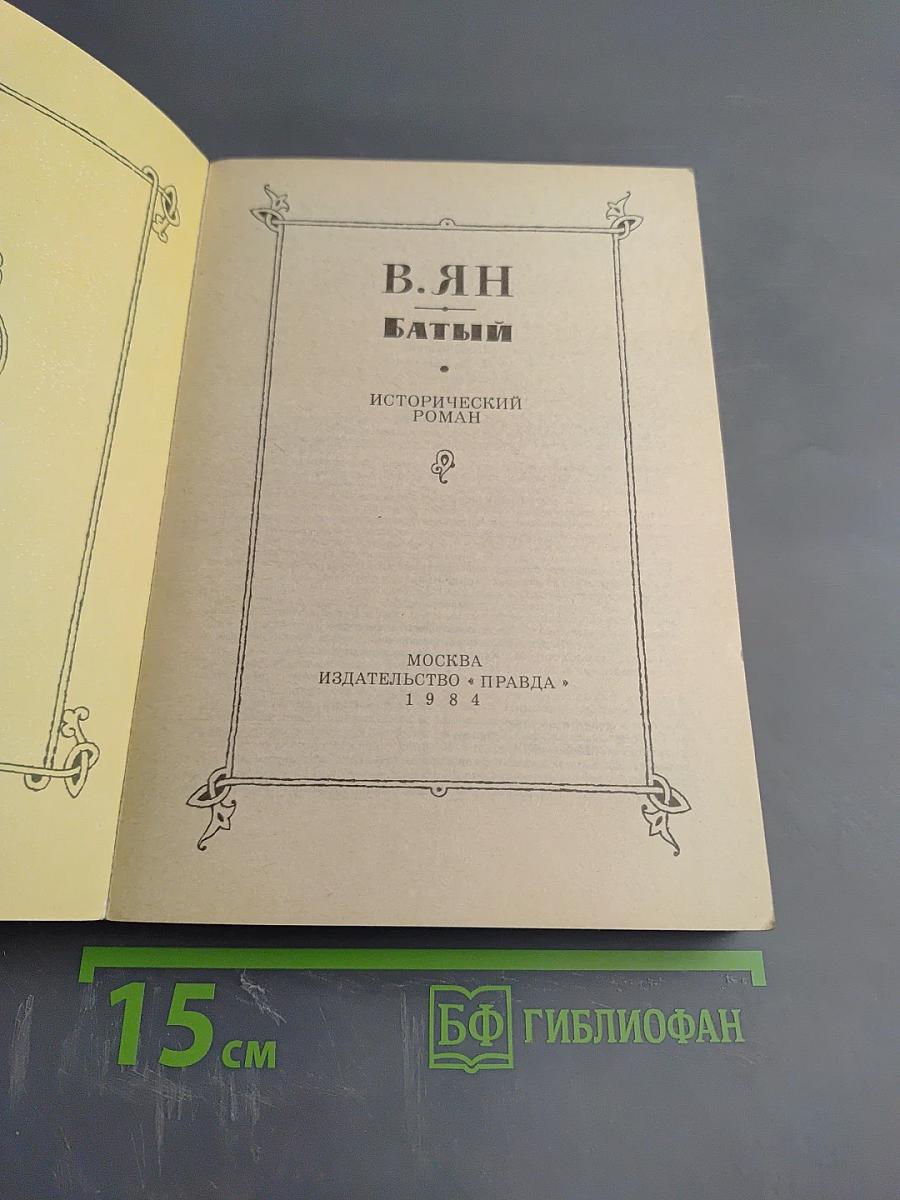 В. ЯН
БАТЫЙ
ИСТОРИЧЕСКИЙ
РОМАН
МОСКВА
ИЗДАТЕЛЬСТВО «ПРАВДА»
1984
15 см
БФ ГИБЛИОФАН